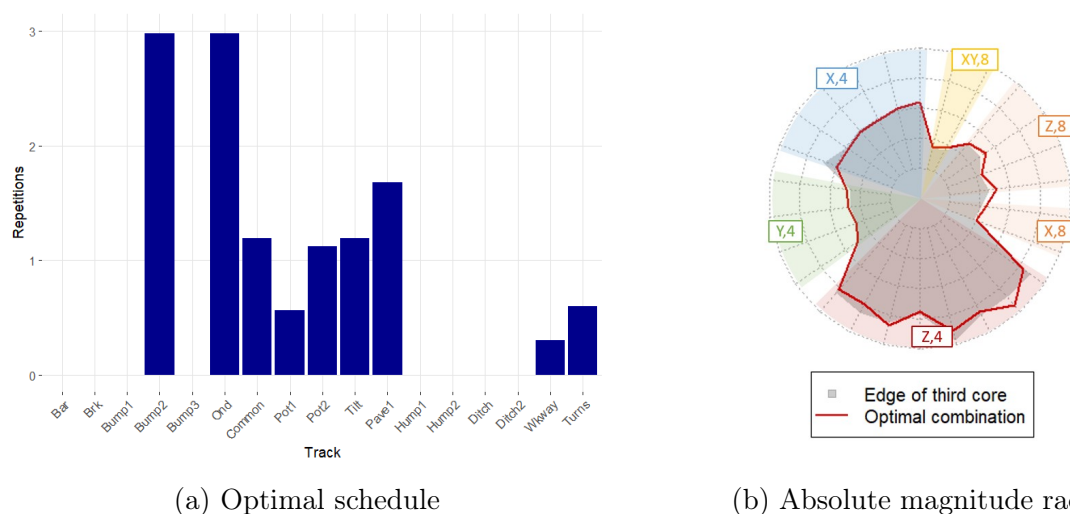 3
2
1
0
Repetitions
Bar
Brk
Bump1
Bump2
Bump3
Ond
Common
Pot1
Pot2
Tilt
Pave1
Hump1
Hump2
Ditch
Ditch2
Wkway
Turns
Track
(a) Optimal schedule
XY,8
X,4
Z,8
Y,4
X,8
Z,4
Edge of third core
Optimal combination
(b) Absolute magnitude